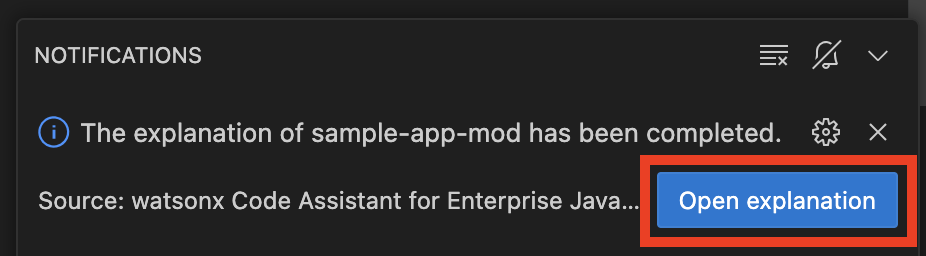 NOTIFICATIONS
The explanation of sample-app-mod has been completed.
Source: watsonx Code Assistant for Enterprise Java...
Open explanation